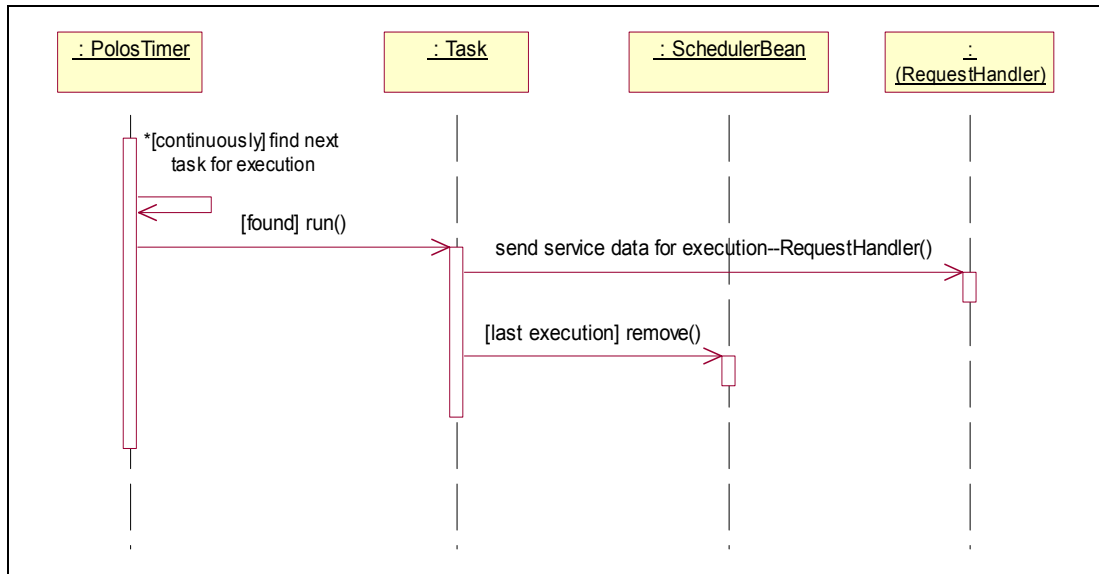 : PolosTimer
: Task
: SchedulerBean
:
(RequestHandler)
*[continuously] find next
task for execution
[found] run()
send service data for execution--RequestHandler()
[last execution] remove()